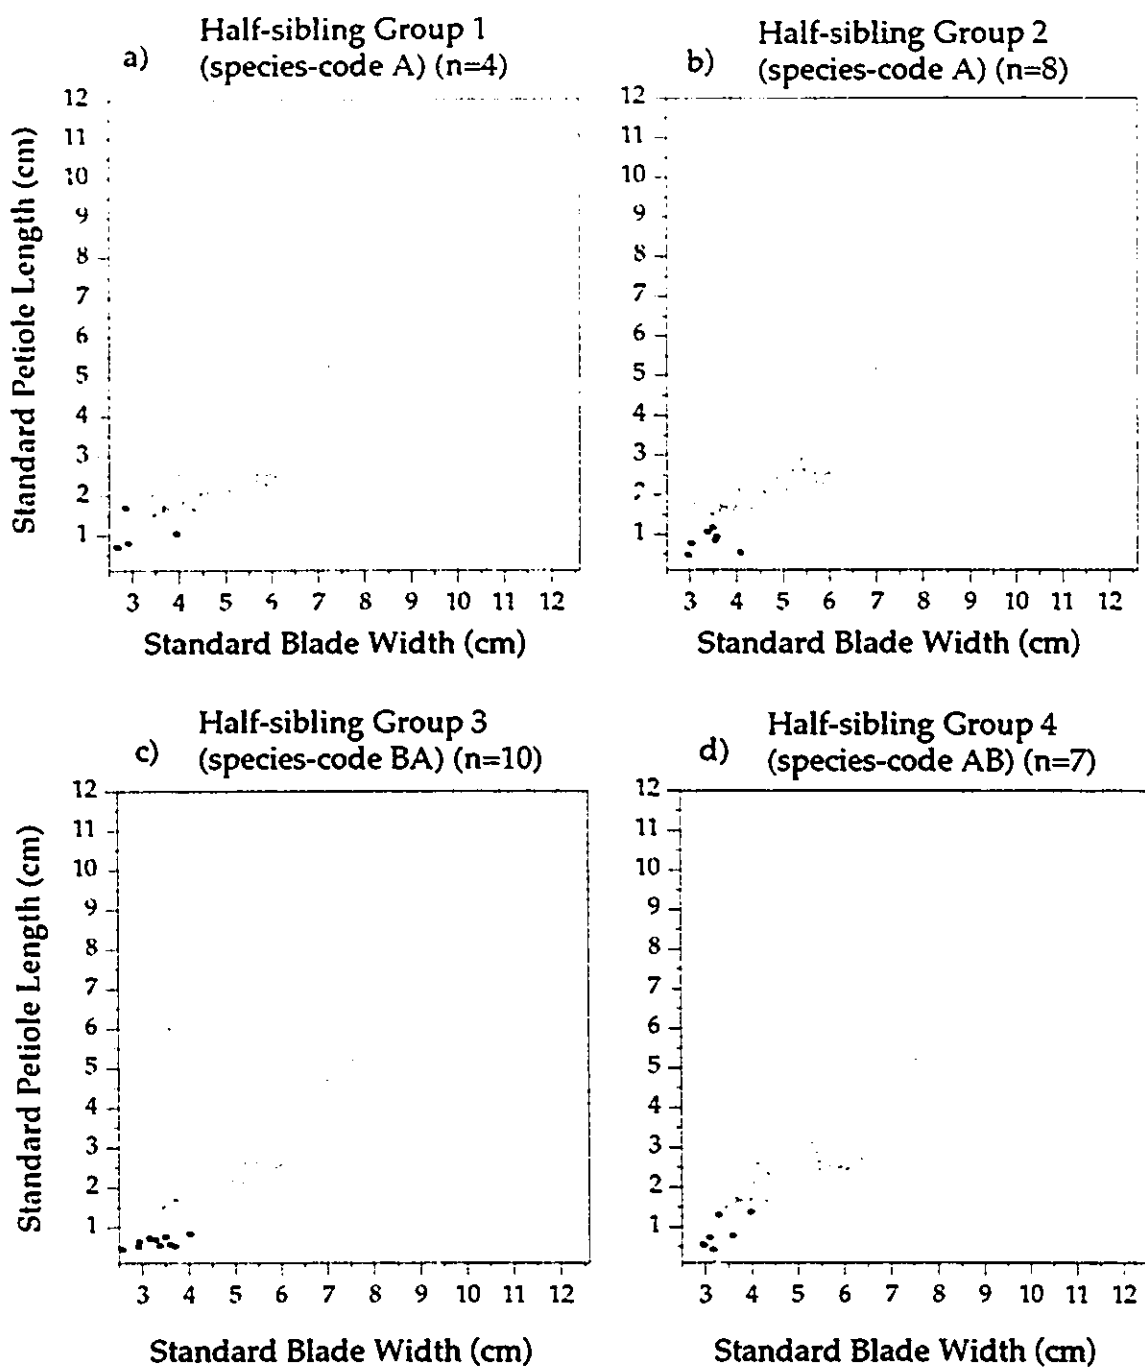 a) Half-sibling Group 1
(species-code A) (n=4)
b) Half-sibling Group 2
(species-code A) (n=8)
Standard Petiole Length (cm)
12
11
10
9
8
7
6
5
4
3
2
1
3 4 5 6 7 8 9 10 11 12
Standard Blade Width (cm)
12
11
10
9
8
7
6
5
4
3
2
1
3 4 5 6 7 8 9 10 11 12
Standard Blade Width (cm)
c) Half-sibling Group 3
(species-code BA) (n=10)
d) Half-sibling Group 4
(species-code AB) (n=7)
Standard Petiole Length (cm)
12
11
10
9
8
7
6
5
4
3
2
1
3 4 5 6 7 8 9 10 11 12
Standard Blade Width (cm)
12
11
10
9
8
7
6
5
4
3
2
1
3 4 5 6 7 8 9 10 11 12
Standard Blade Width (cm)